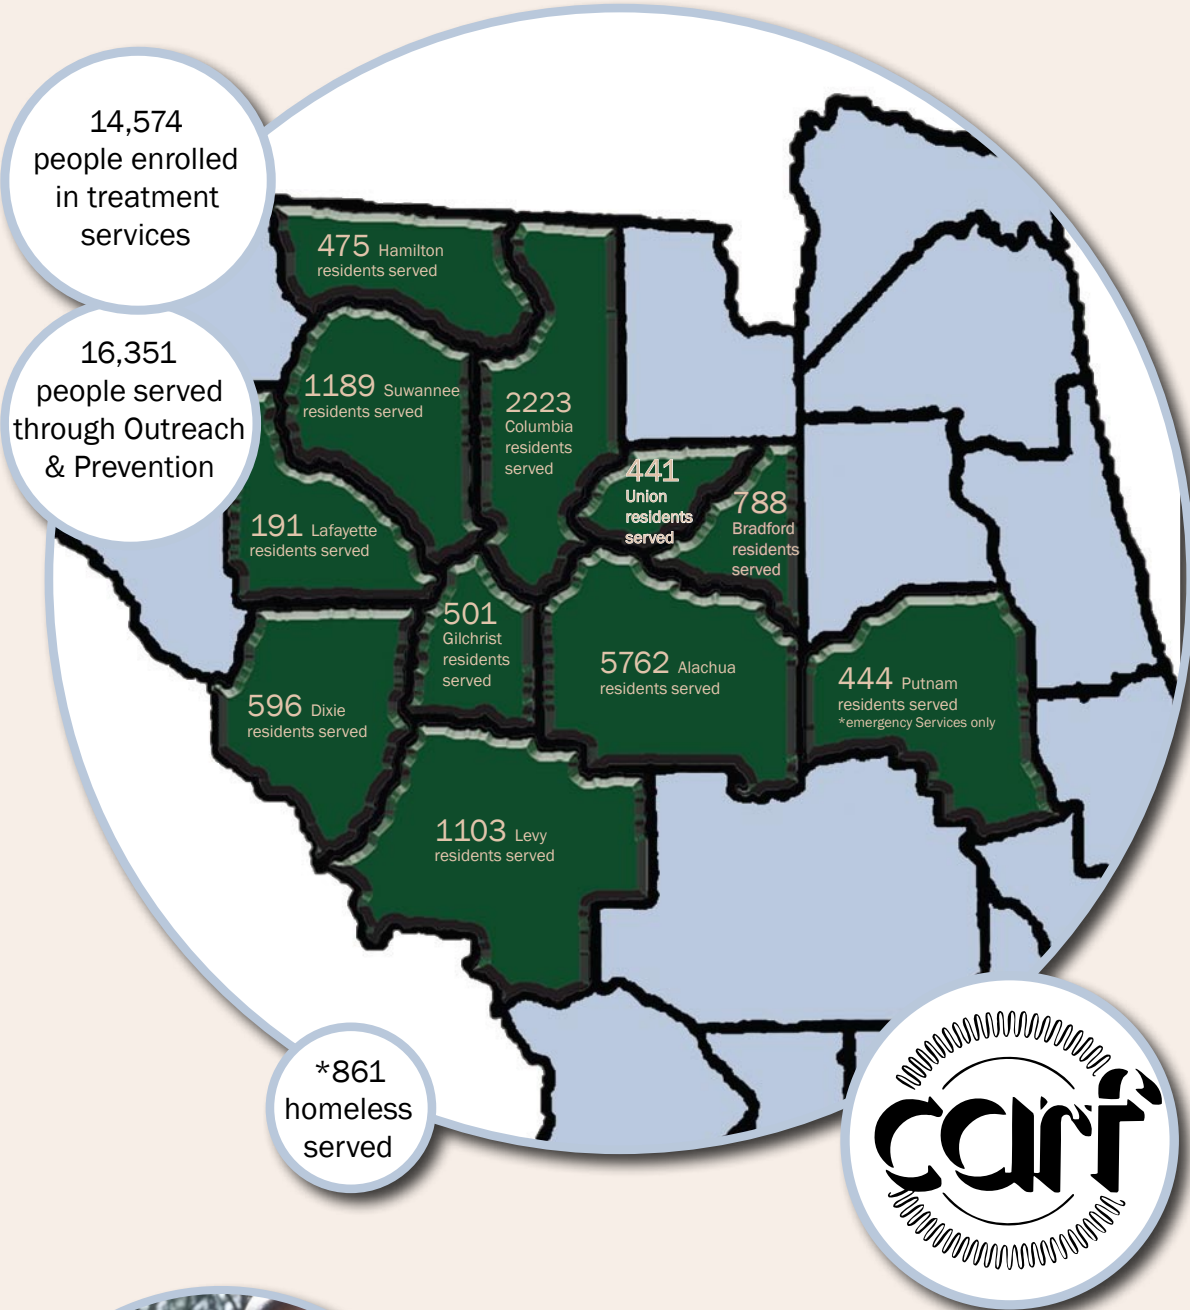 14,574
people enrolled
in treatment
services
16,351
people served
through Outreach
& Prevention
475 Hamilton
residents served
1189 Suwannee
residents served
2223
Columbia
residents
served
441
Union
residents
served
788
Bradford
residents
served
191 Lafayette
residents served
501
Gilchrist
residents
served
5762 Alachua
residents served
444 Putnam
residents served
*emergency Services only
596 Dixie
residents served
1103 Levy
residents served
*861
homeless
served
carf